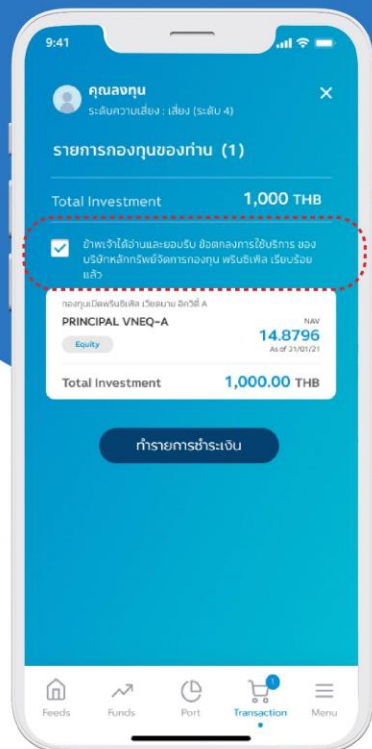 9:41
คุณลงทุน
ระดับความเสี่ยง : เสี่ยง (ระดับ 4)
รายการกองทุนของท่าน (1)
Total Investment 1,000 THB
ข้าพเจ้าได้อ่านและยอมรับ ข้อตกลงการใช้บริการ ของ
บริษัทหลักทรัพย์จัดการกองทุน พรินซิเพิล เรียบร้อย
แล้ว
กองทุนเปิดพรินซิเพิล เวียดนาม อิควิตี้ A
PRINCIPAL VNEQ-A NAV
Equity 14.8796
As of 31/01/21
Total Investment 1,000.00 THB
ทำรายการชำระเงิน
1
Feeds Funds Port Transaction Menu